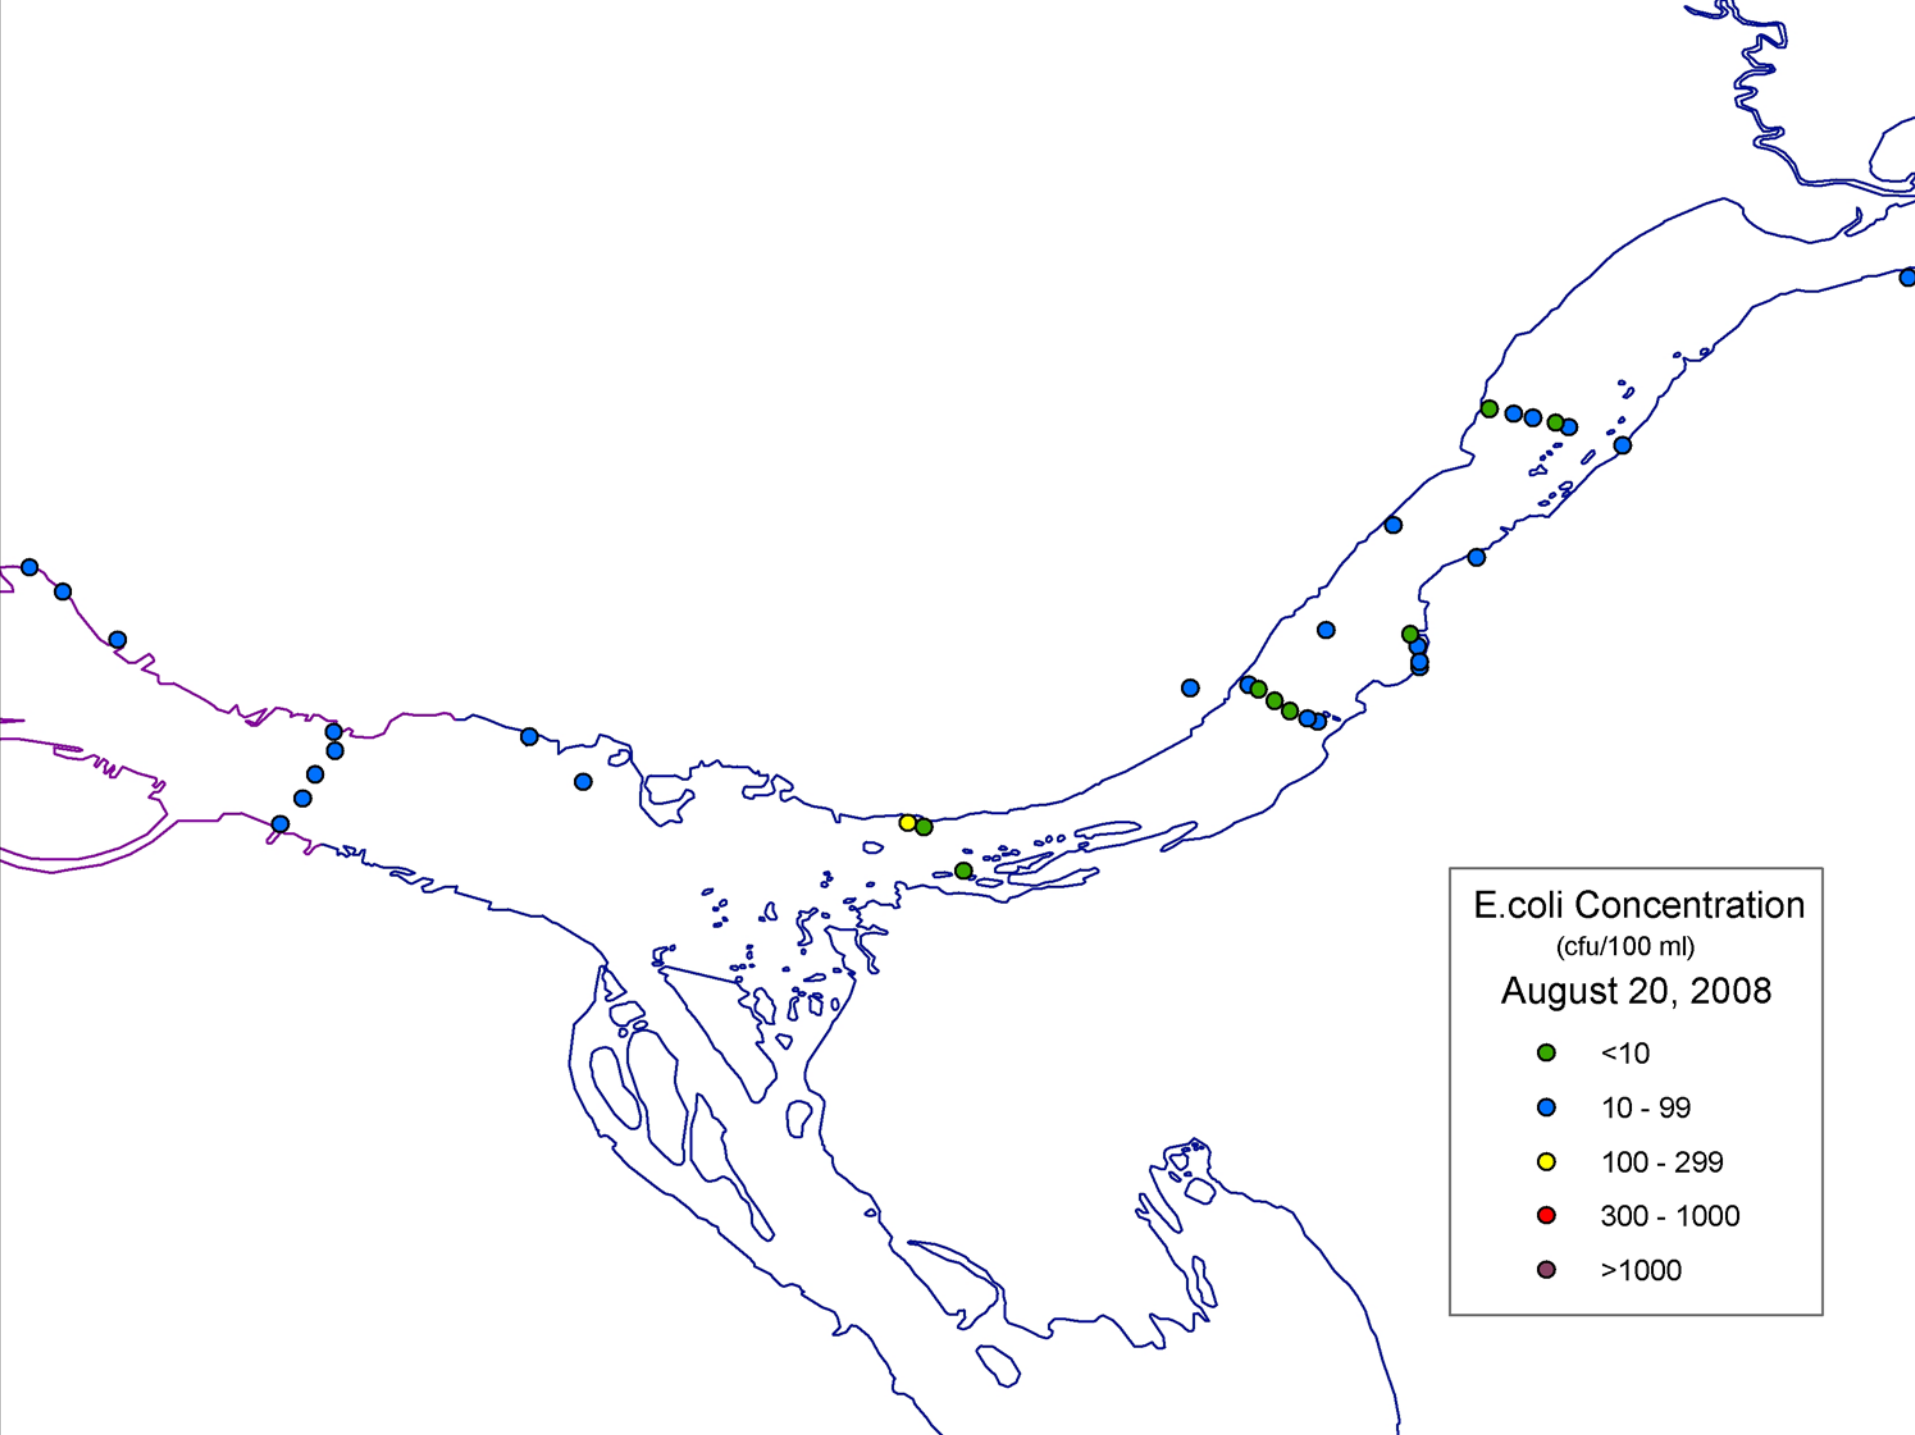 E.coli Concentration
(cfu/100 ml)
August 20, 2008
<10
10 - 99
100 - 299
300 - 1000
>1000